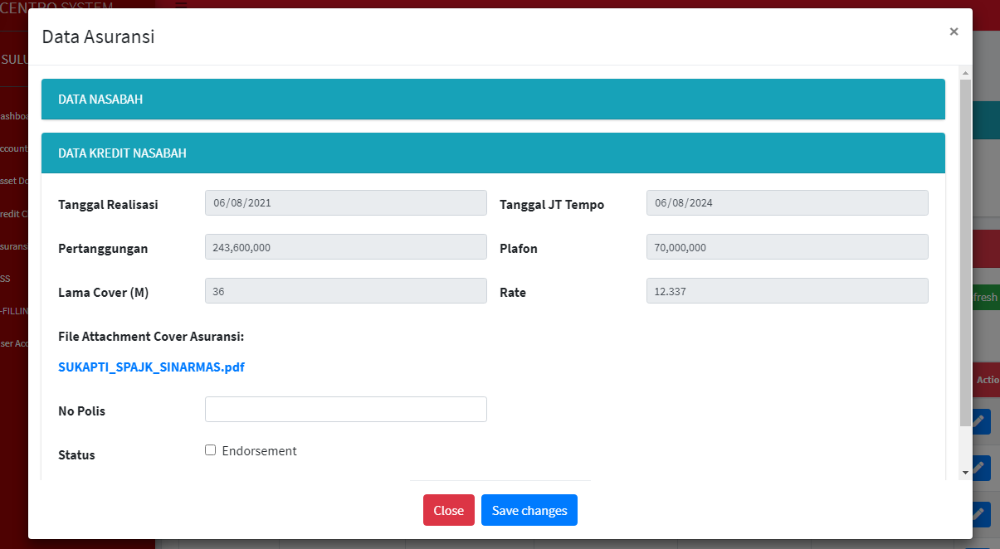 CENTRO SYSTEM
Data Asuransi
×
SULU
DATA NASABAH
DATA KREDIT NASABAH
Tanggal Realisasi 06/08/2021 Tanggal JT Tempo 06/08/2024
Pertanggungan 243,600,000 Plafon 70,000,000
Lama Cover (M) 36 Rate 12.337
File Attachment Cover Asuransi:
SUKAPTI_SPAJK_SINARMAS.pdf
No Polis
Status Endorsement
Close Save changes
ashboa
ccount
sset Do
redit C
surans
SS
-FILLIN
ser Acc
fresh
Actio